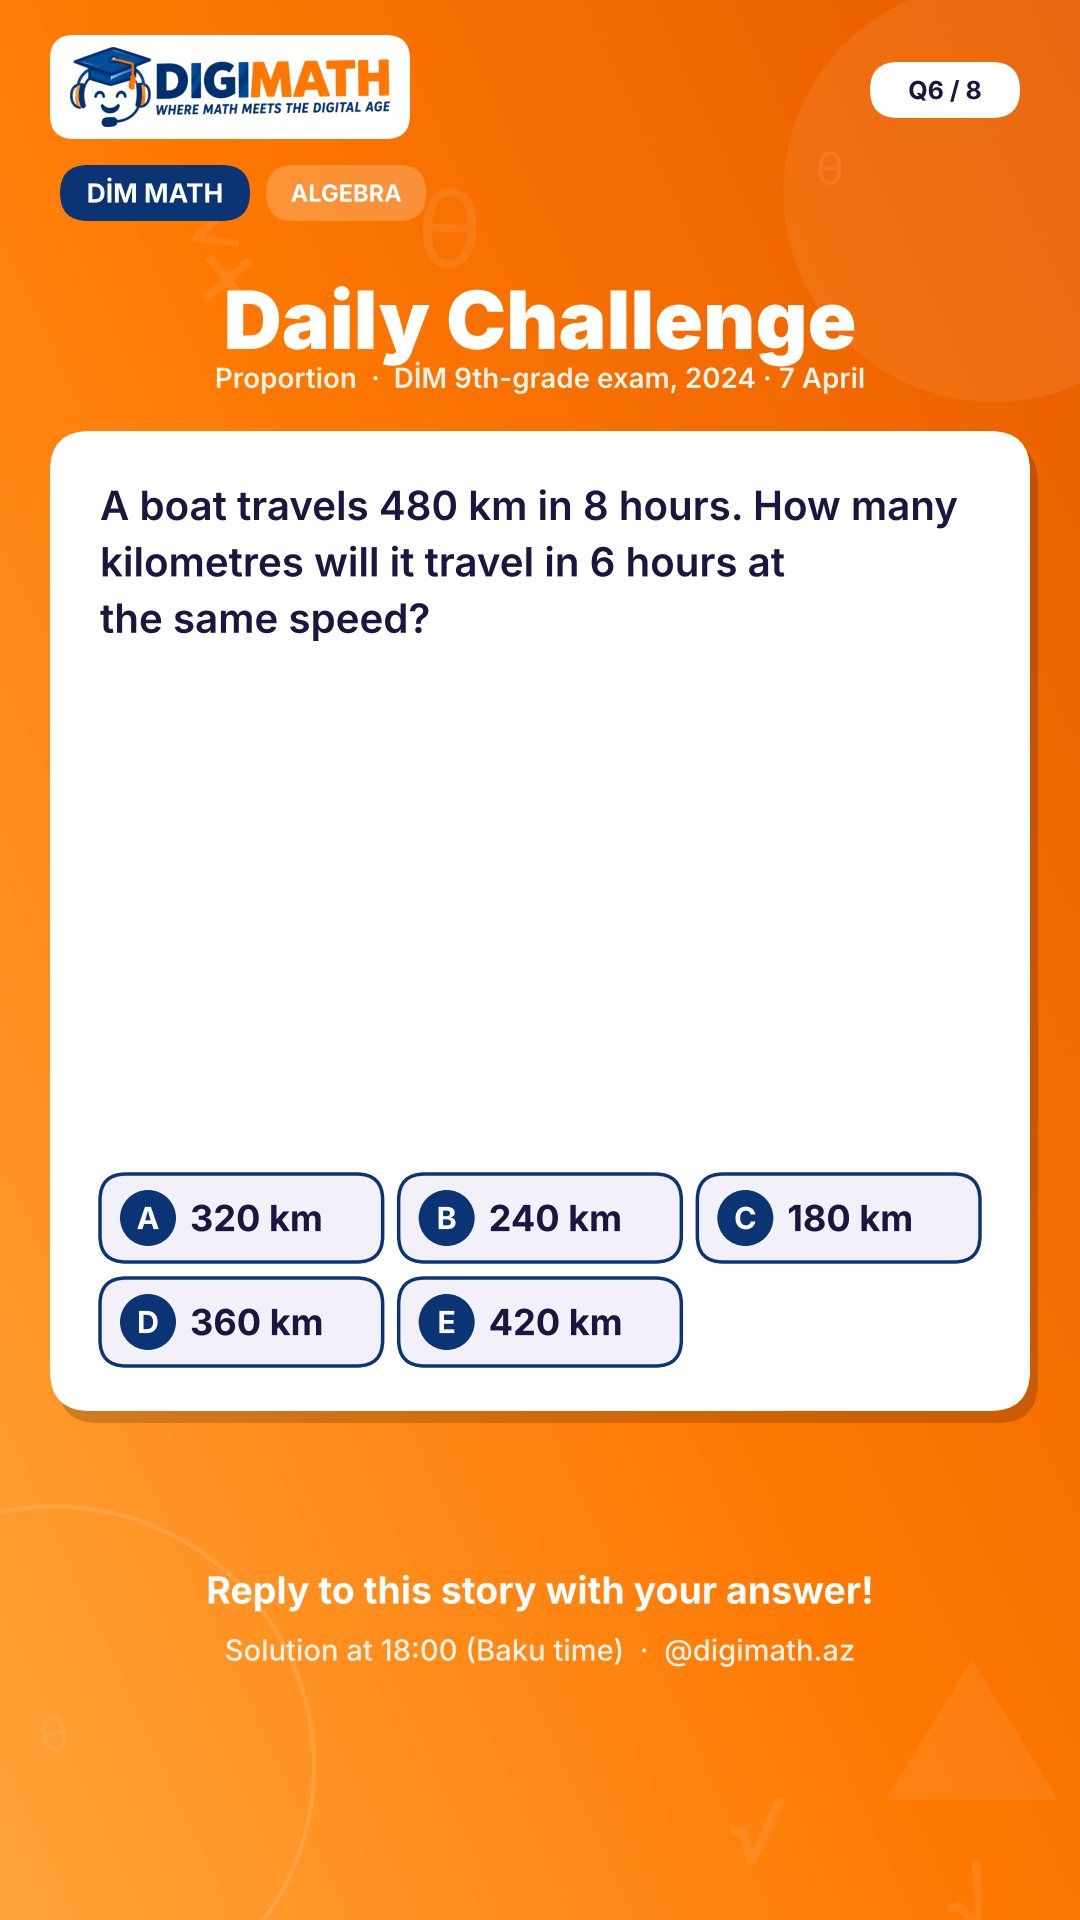 DIGIMATH
WHERE MATH MEETS THE DIGITAL AGE
Q6 / 8
DİM MATH
ALGEBRA
Daily Challenge
Proportion · DİM 9th-grade exam, 2024 · 7 April
A boat travels 480 km in 8 hours. How many
kilometres will it travel in 6 hours at
the same speed?
A 320 km
B 240 km
C 180 km
D 360 km
E 420 km
Reply to this story with your answer!
Solution at 18:00 (Baku time) · @digimath.az